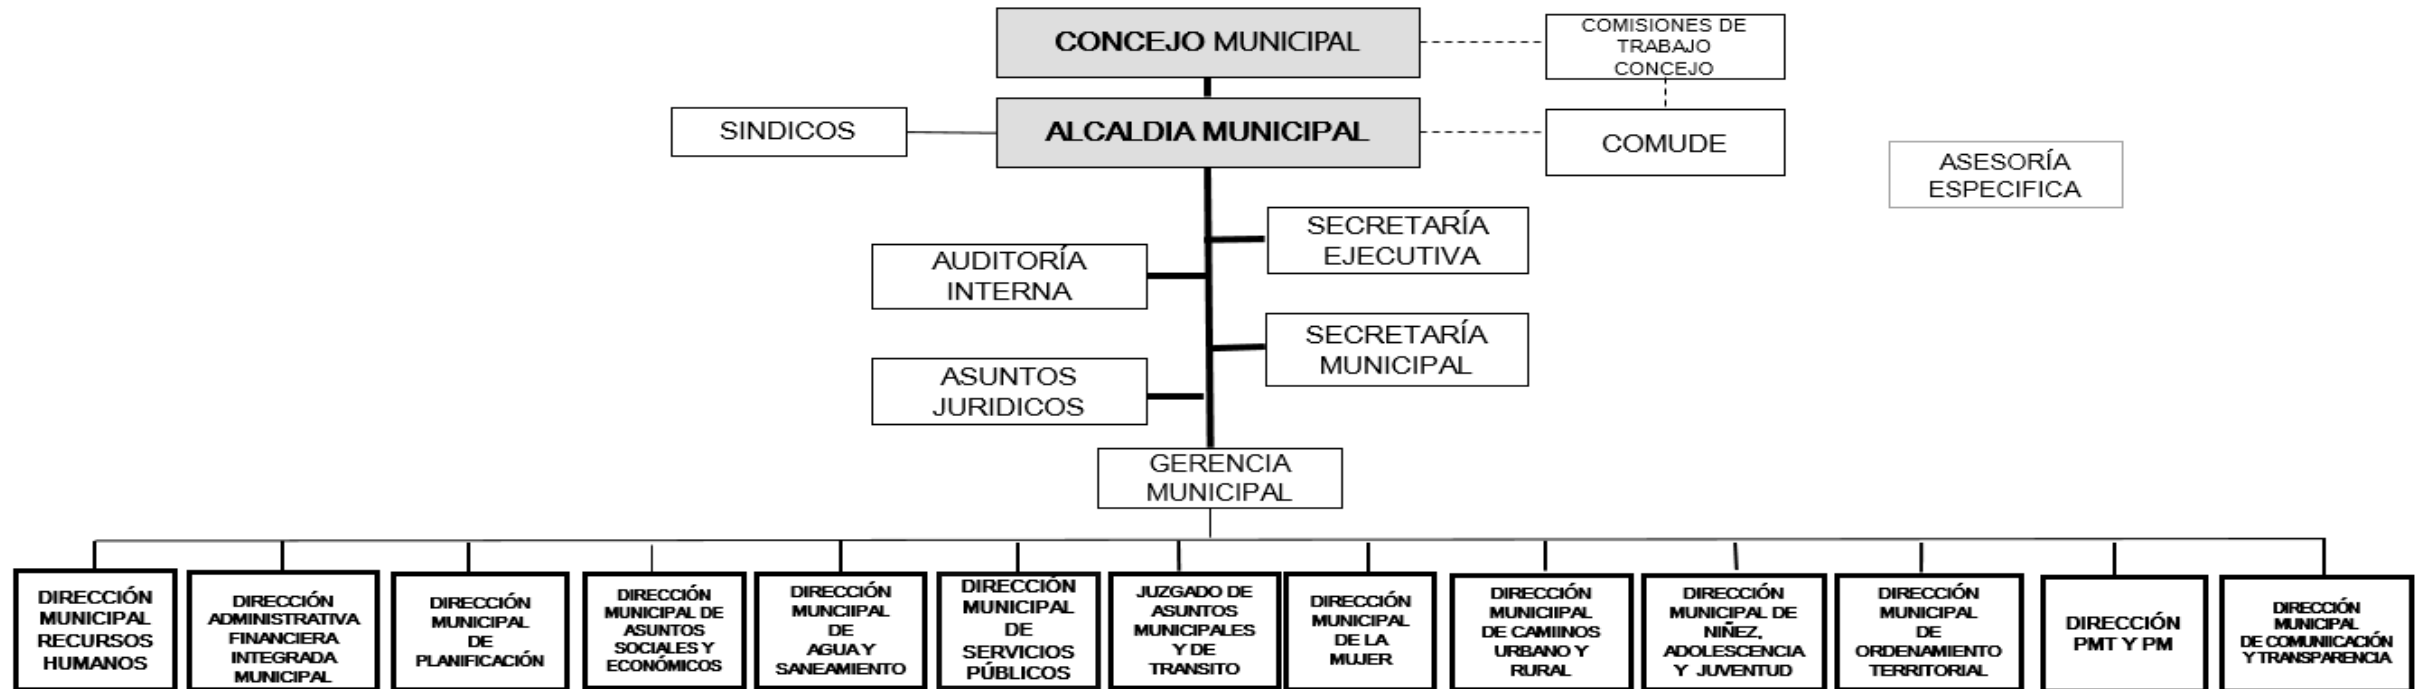 CONCEJO MUNICIPAL
COMISIONES DE
TRABAJO
CONCEJO
SINDICOS
ALCALDIA MUNICIPAL
COMUDE
ASESORÍA
ESPECIFICA
SECRETARÍA
EJECUTIVA
AUDITORÍA
INTERNA
SECRETARÍA
MUNICIPAL
ASUNTOS
JURIDICOS
GERENCIA
MUNICIPAL
DIRECCIÓN
MUNICIPAL
RECURSOS
HUMANOS
DIRECCIÓN
ADMINISTRATIVA
FINANCIERA
INTEGRADA
MUNICIPAL
DIRECCIÓN
MUNICIPAL
DE
PLANIFICACIÓN
DIRECCIÓN
MUNICIPAL DE
ASUNTOS
SOCIALES Y
ECONÓMICOS
DIRECCIÓN
MUNCIIPAL
DE
AGUA Y
SANEAMIENTO
DIRECCIÓN
MUNICIPAL
DE
SERVICIOS
PÚBLICOS
JUZGADO DE
ASUNTOS
MUNICIPALES
Y DE
TRANSITO
DIRECCIÓN
MUNICIPAL
DE LA
MUJER
DIRECCIÓN
MUNICIIPAL
DE CAMIINOS
URBANO Y
RURAL
DIRECCIÓN
MUNICIPAL DE
NIÑEZ,
ADOLESCENCIA
Y JUVENTUD
DIRECCIÓN
MUNICIPAL
DE
ORDENAMIENTO
TERRITORIAL
DIRECCIÓN
PMT Y PM
DIRECCIÓN
MUNICIPAL
DE COMUNIICACIÓN
Y TRANSPARENCIA